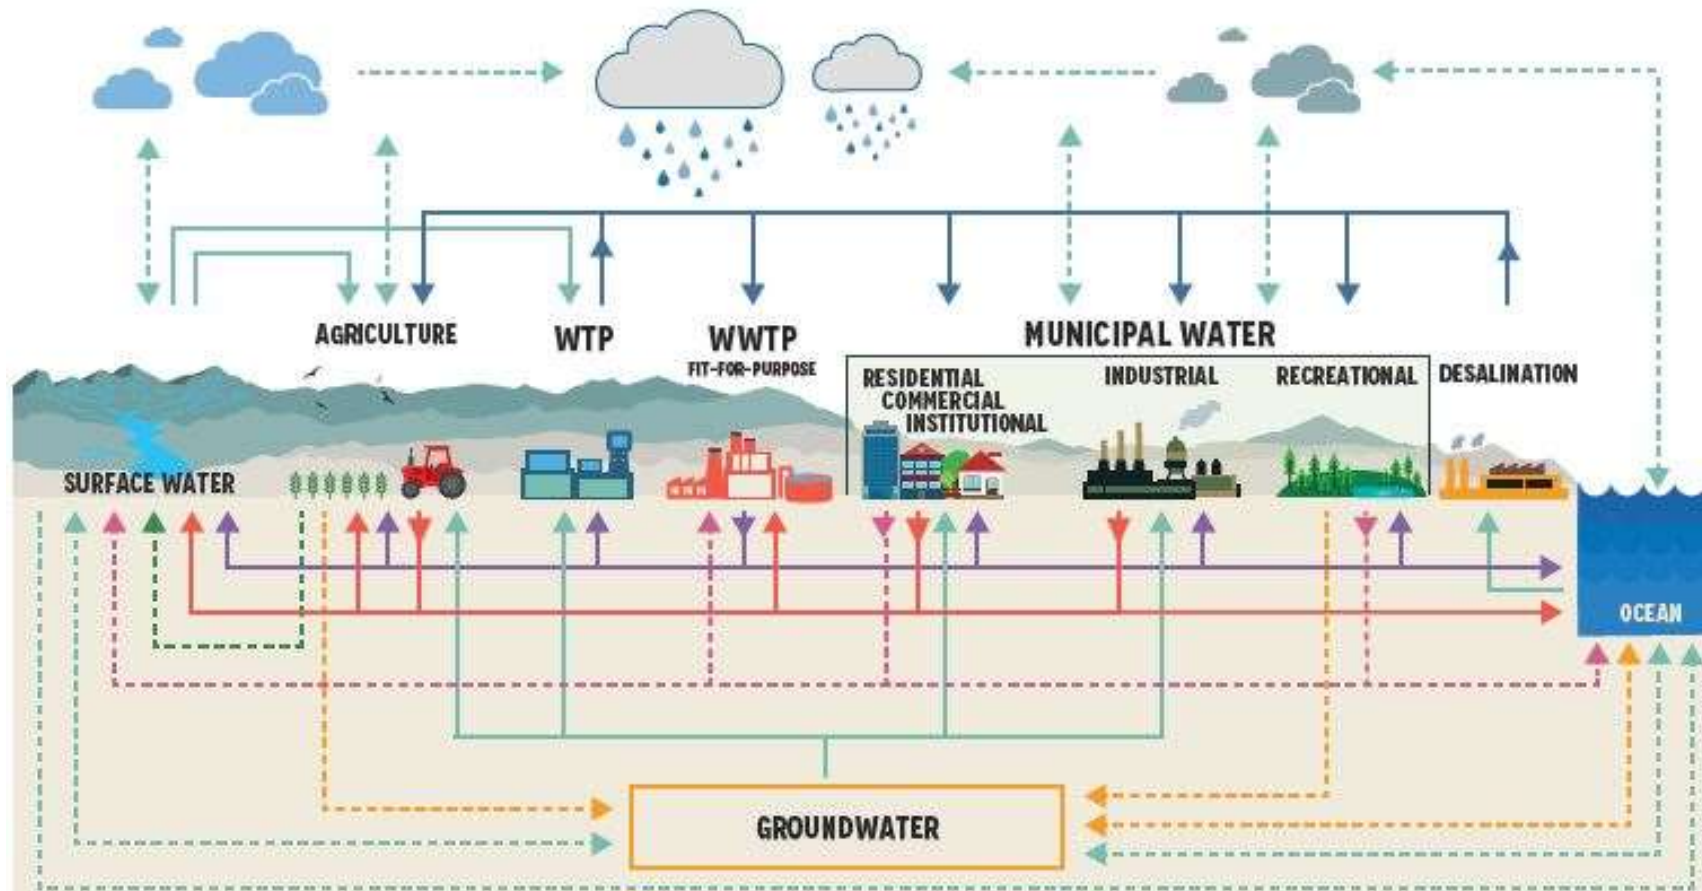 AGRICULTURE
WTP
WWTP
FIT-FOR-PURPOSE
MUNICIPAL WATER
RESIDENTIAL
COMMERCIAL
INSTITUTIONAL
INDUSTRIAL
RECREATIONAL
DESALINATION
SURFACE WATER
OCEAN
GROUNDWATER